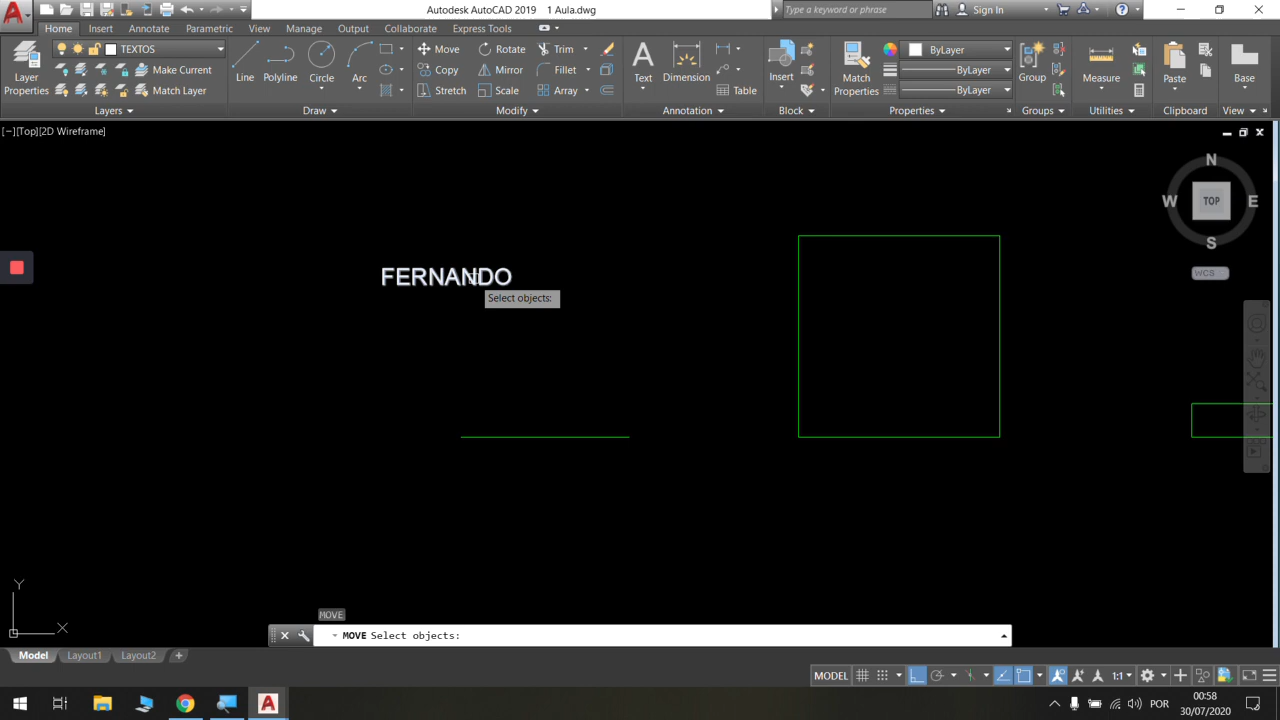 Autodesk AutoCAD 2019 1 Aula.dwg
Type a keyword or phrase
Sign In
Home Insert Annotate Parametric View Manage Output Collaborate Express Tools
Layer Properties
TEXTOS
Make Current
Match Layer
Layers
Line
Polyline
Circle
Arc
Draw
Move
Rotate
Trim
Copy
Mirror
Fillet
Stretch
Scale
Array
Modify
Text
Dimension
Table
Annotation
Insert
Block
Match Properties
ByLayer
ByLayer
ByLayer
Properties
Group
Groups
Measure
Utilities
Paste
Clipboard
Base
View
[−][Top][2D Wireframe]
N
W
TOP
E
S
WCS
FERNANDO
Select objects:
Y
X
MOVE
MOVE Select objects:
Model Layout1 Layout2 +
MODEL
1:1
POR
00:58
30/07/2020